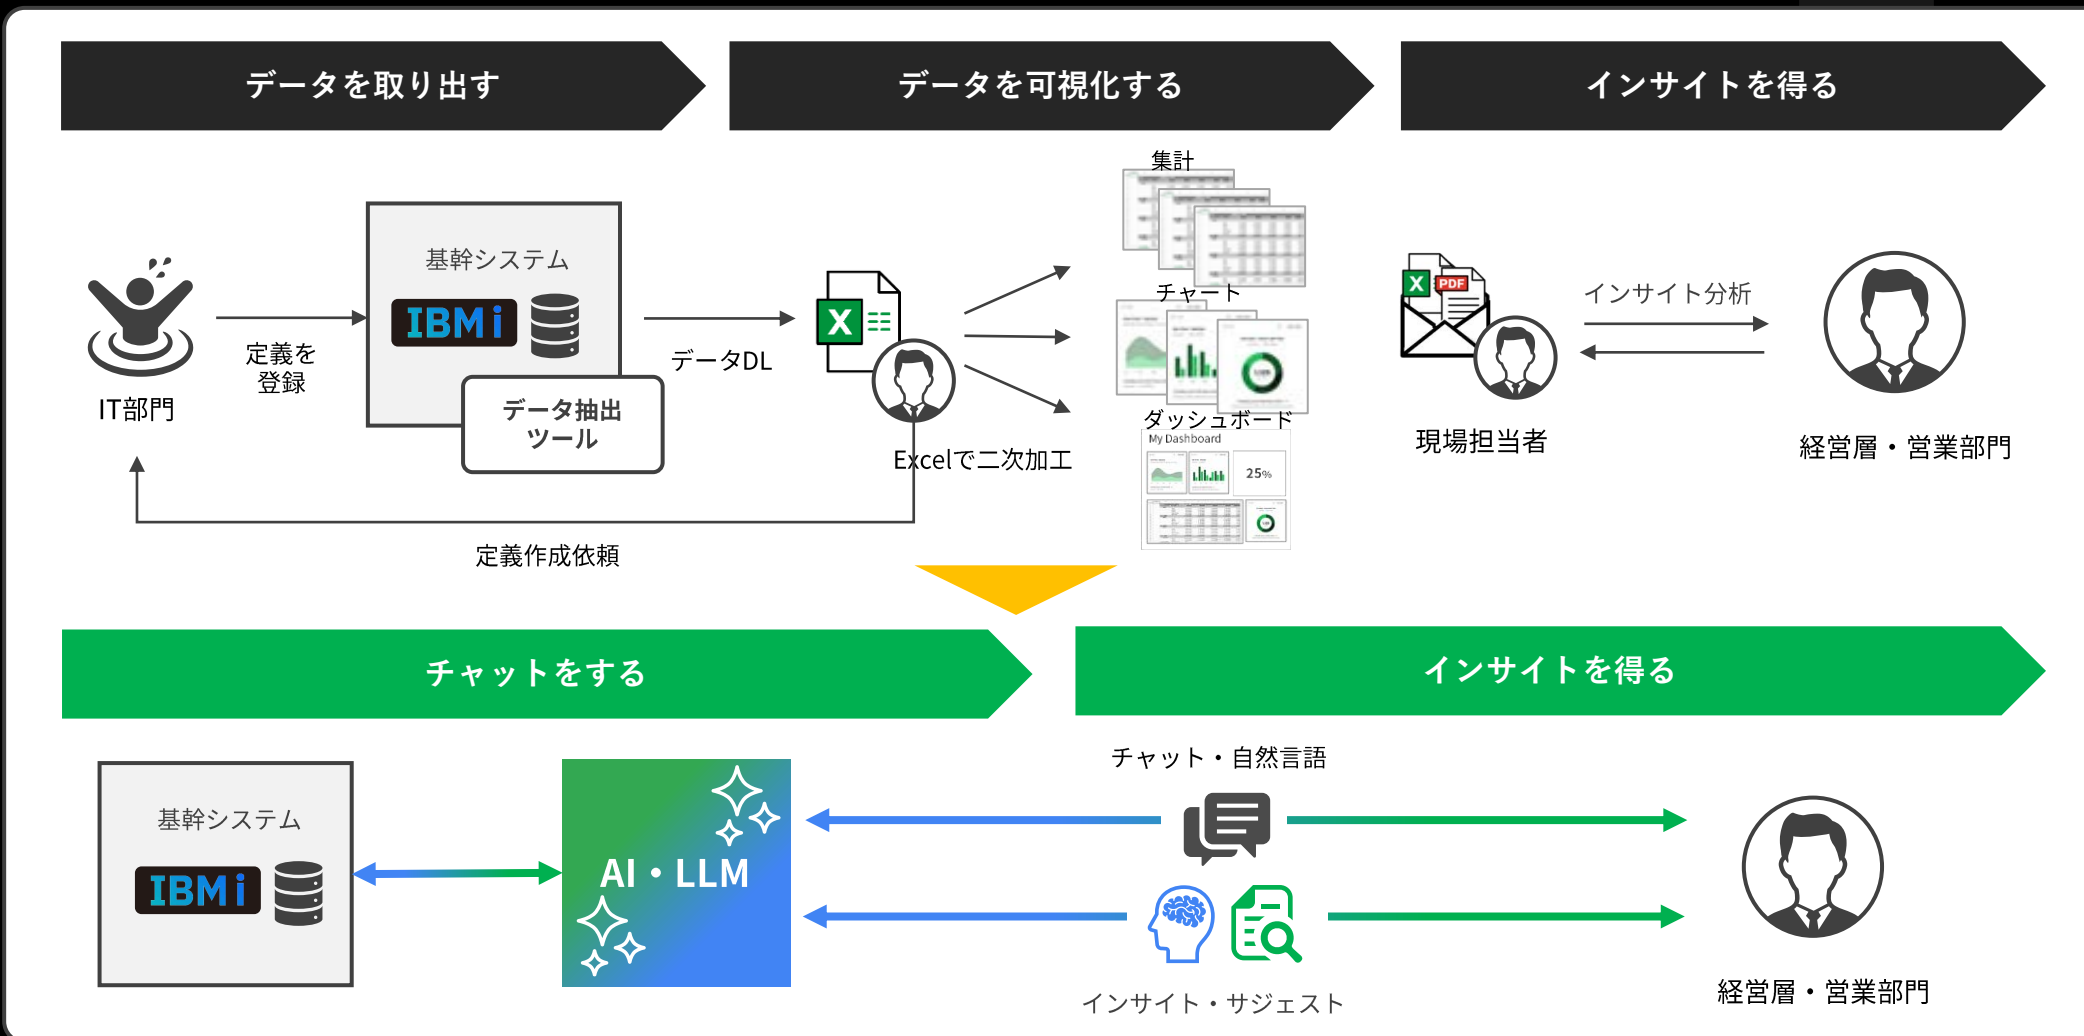 データを取り出す
データを可視化する
インサイトを得る
集計
基幹システム
IBM i
定義を
登録
IT部門
データ抽出
ツール
データDL
X
Excelで二次加工
チャート
ダッシュボード
My Dashboard
25%
定義作成依頼
X
PDF
インサイト分析
現場担当者
経営層・営業部門
チャットをする
インサイトを得る
基幹システム
IBM i
AI・LLM
チャット・自然言語
インサイト・サジェスト
経営層・営業部門